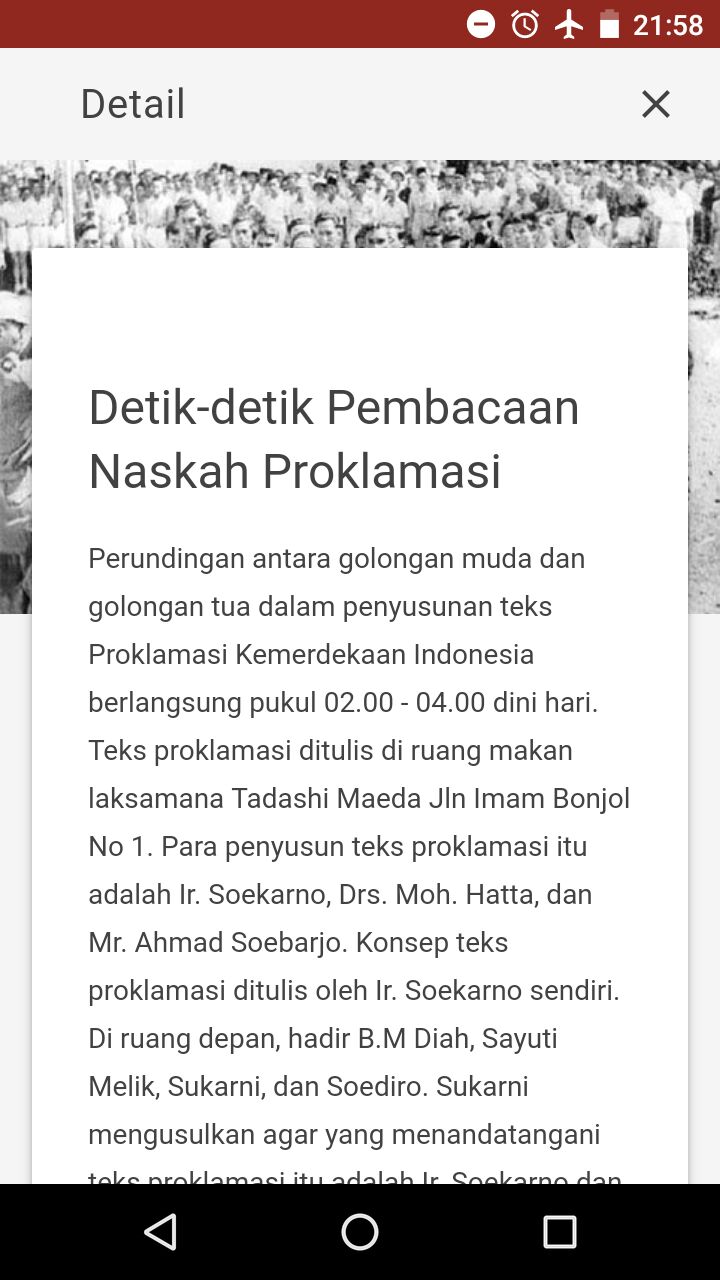 21:58
Detail
Detik-detik Pembacaan
Naskah Proklamasi
Perundingan antara golongan muda dan
golongan tua dalam penyusunan teks
Proklamasi Kemerdekaan Indonesia
berlangsung pukul 02.00 - 04.00 dini hari.
Teks proklamasi ditulis di ruang makan
laksamana Tadashi Maeda Jln Imam Bonjol
No 1. Para penyusun teks proklamasi itu
adalah Ir. Soekarno, Drs. Moh. Hatta, dan
Mr. Ahmad Soebarjo. Konsep teks
proklamasi ditulis oleh Ir. Soekarno sendiri.
Di ruang depan, hadir B.M Diah, Sayuti
Melik, Sukarni, dan Soediro. Sukarni
mengusulkan agar yang menandatangani
teks proklamasi itu adalah Ir. Soekarno dan